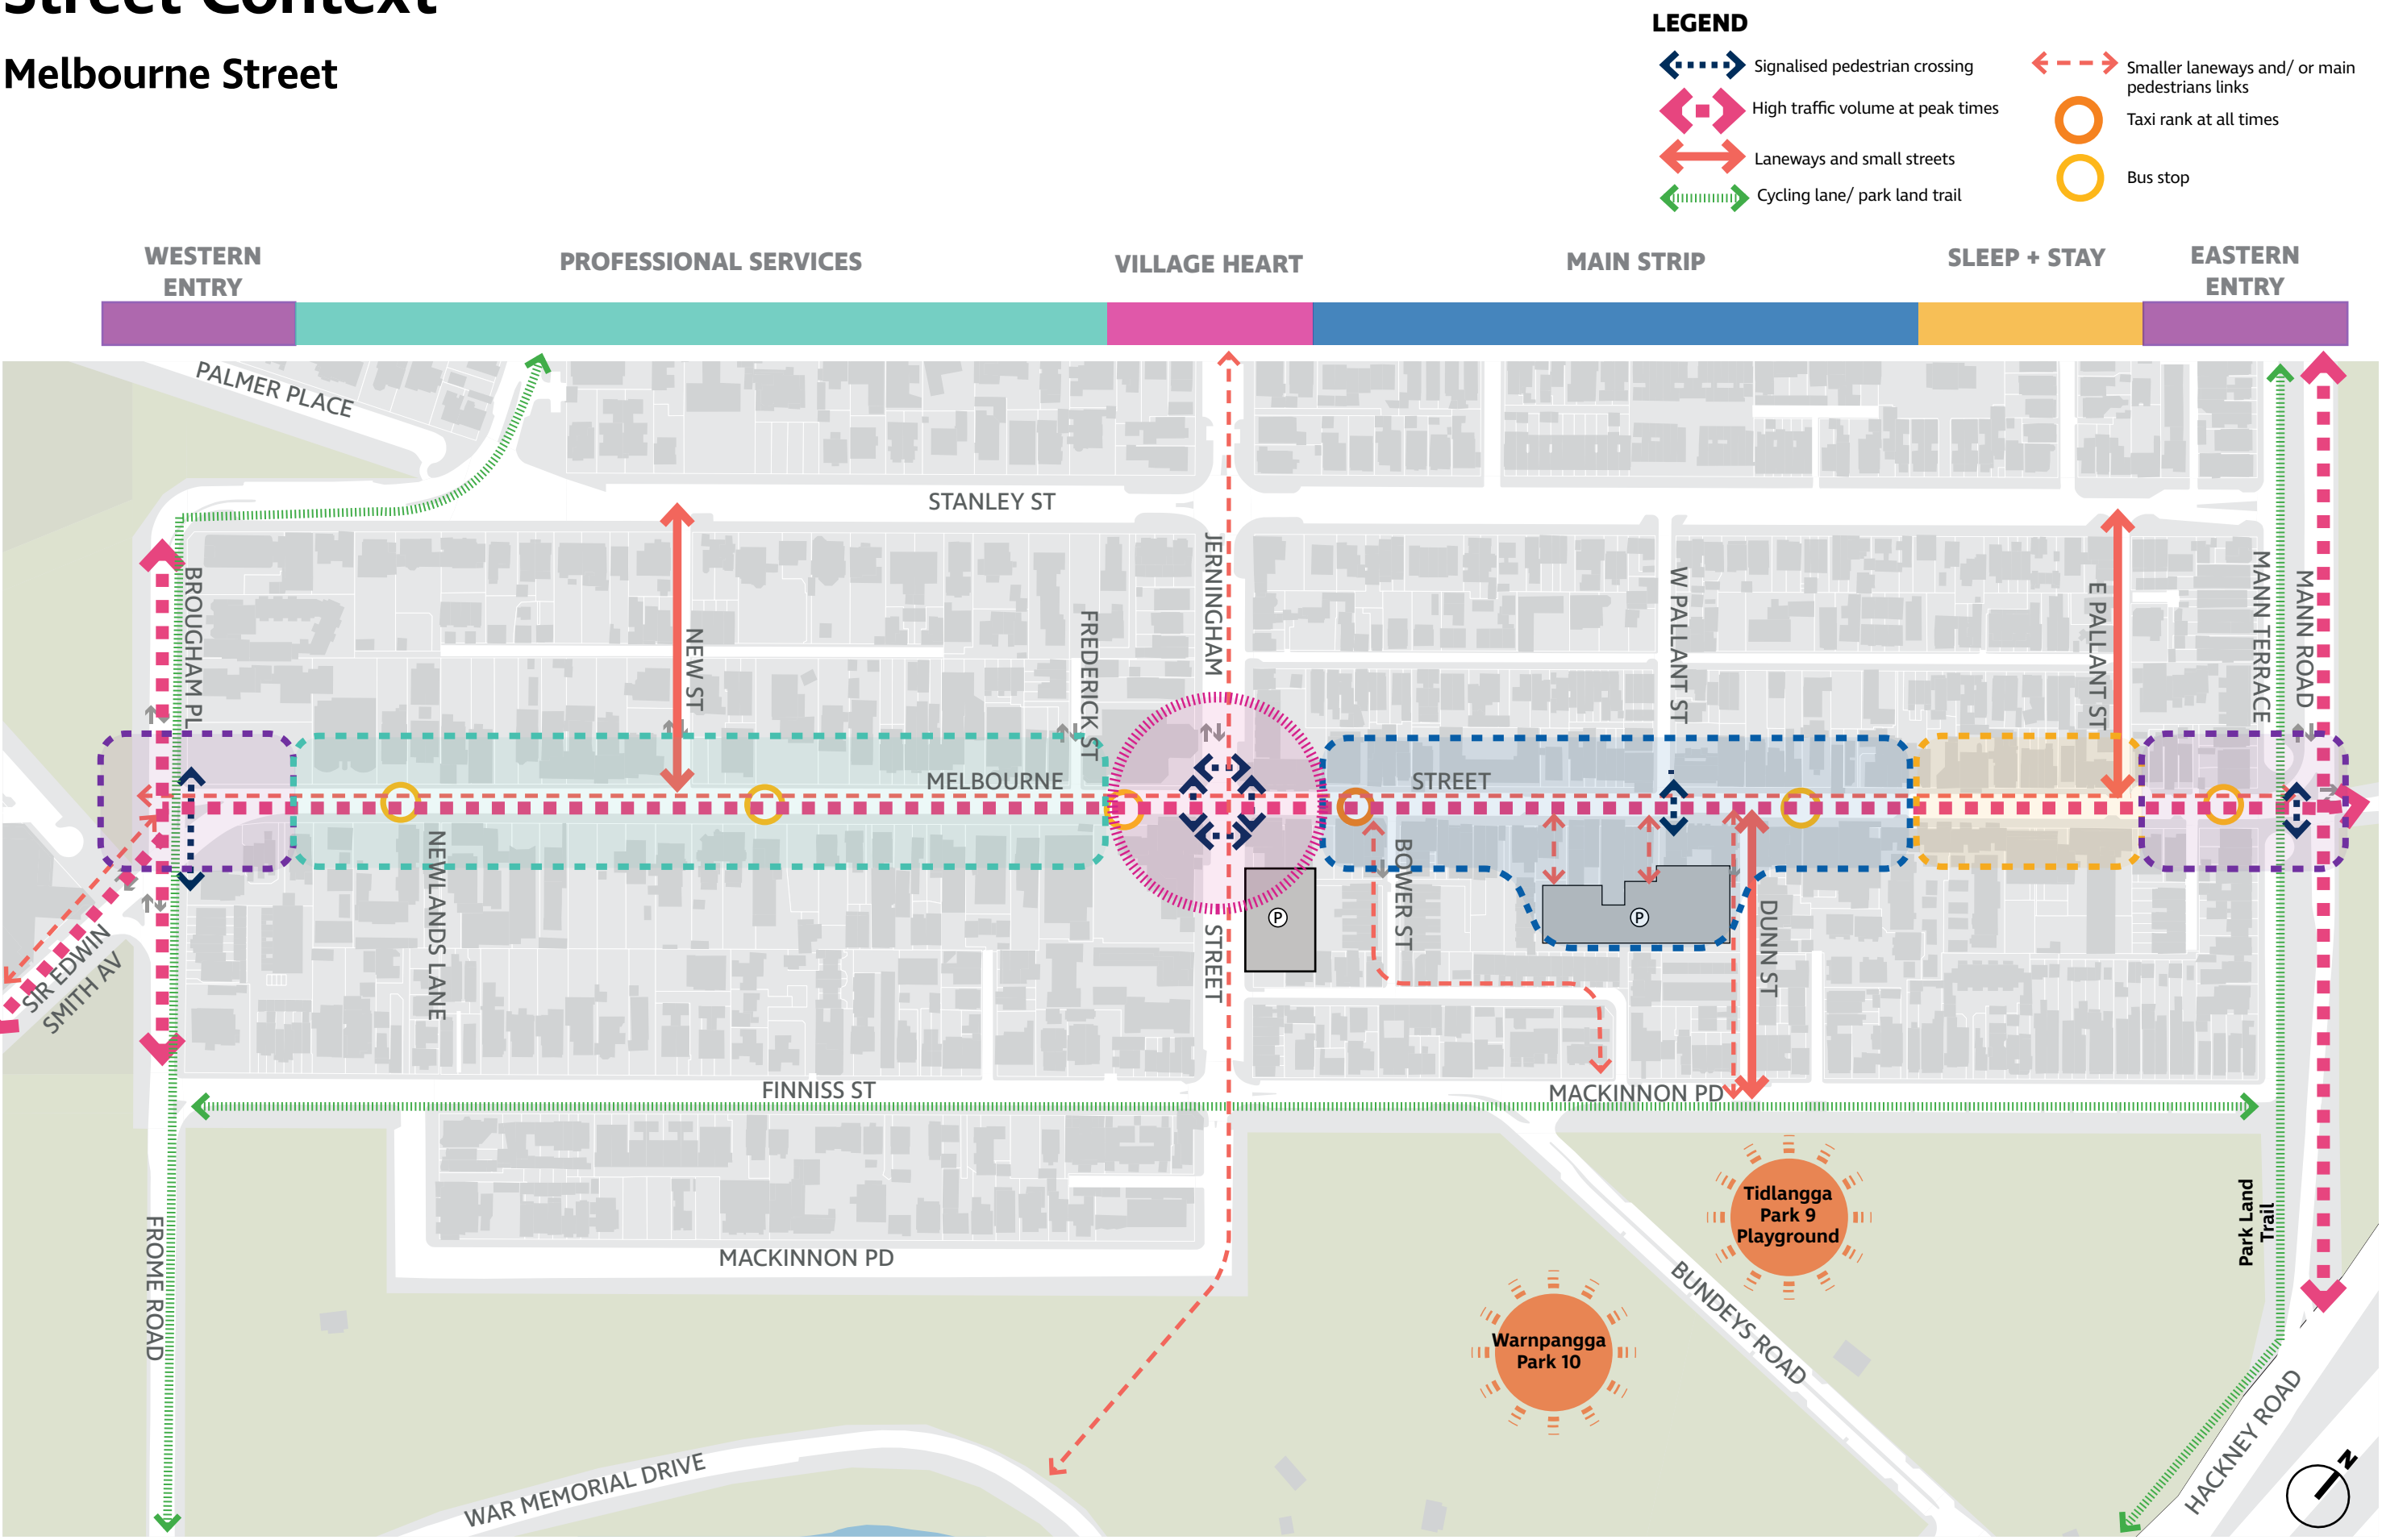 Street Context
Melbourne Street
LEGEND
Signalised pedestrian crossing
High traffic volume at peak times
Laneways and small streets
Cycling lane/ park land trail
Smaller laneways and/ or main
pedestrians links
Taxi rank at all times
Bus stop
WESTERN
ENTRY
PROFESSIONAL SERVICES
VILLAGE HEART
MAIN STRIP
SLEEP + STAY
EASTERN
ENTRY
PALMER PLACE
STANLEY ST
BROUGHAM PL
NEW ST
FREDERICK ST
JERNINGHAM
W PALLANT ST
E PALLANT ST
MANN TERRACE
MANN ROAD
MELBOURNE
STREET
NEWLANDS LANE
BOWER ST
P
P
DUNN ST
STREET
SIR EDWIN
SMITH AV
FINNISS ST
MACKINNON PD
Tidlangga
Park 9
Playground
Park Land
Trail
FROME ROAD
MACKINNON PD
BUNDEYS ROAD
Warnpangga
Park 10
HACKNEY ROAD
WAR MEMORIAL DRIVE
N